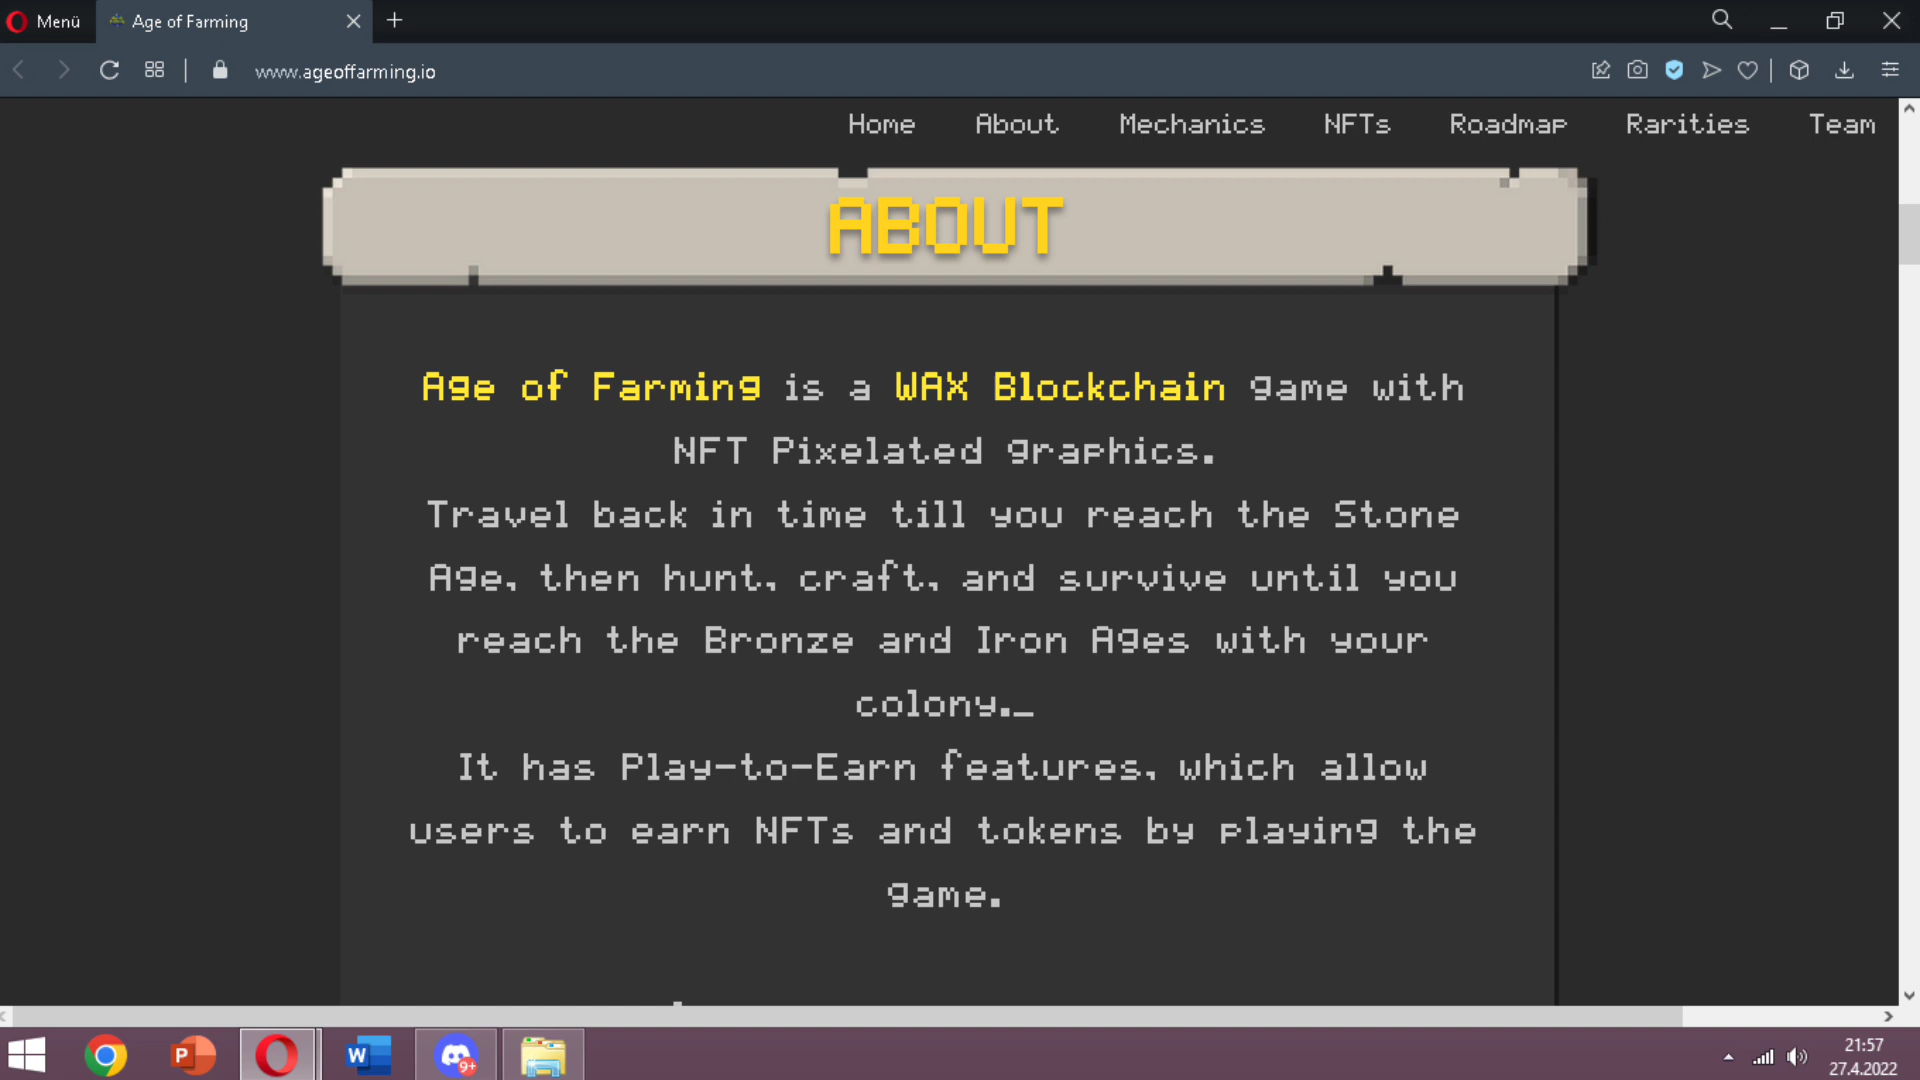 Menü
Age of Farming
www.ageoffarming.io
Home About Mechanics NFTs Roadmap Rarities Team
ABOUT
Age of Farming is a WAX Blockchain game with
NFT Pixelated graphics.
Travel back in time till you reach the Stone
Age, then hunt, craft, and survive until you
reach the Bronze and Iron Ages with your
colony._
It has Play-to-Earn features, which allow
users to earn NFTs and tokens by playing the
game.
P
W
9+
21:57
27.4.2022